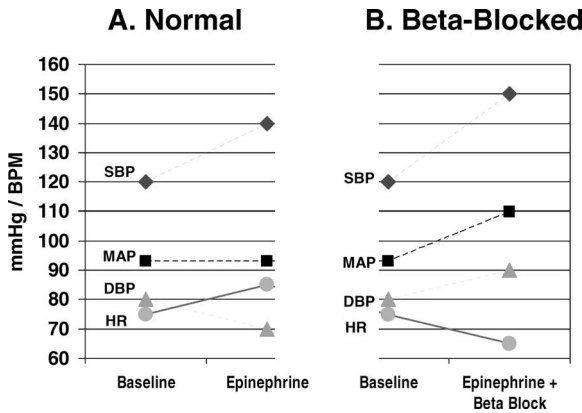 A. Normal
B. Beta-Blocked
mmHg / BPM
160
150
140
130
120
110
100
90
80
70
60
SBP
MAP
DBP
HR
Baseline
Epinephrine
SBP
MAP
DBP
HR
Baseline
Epinephrine +
Beta Block